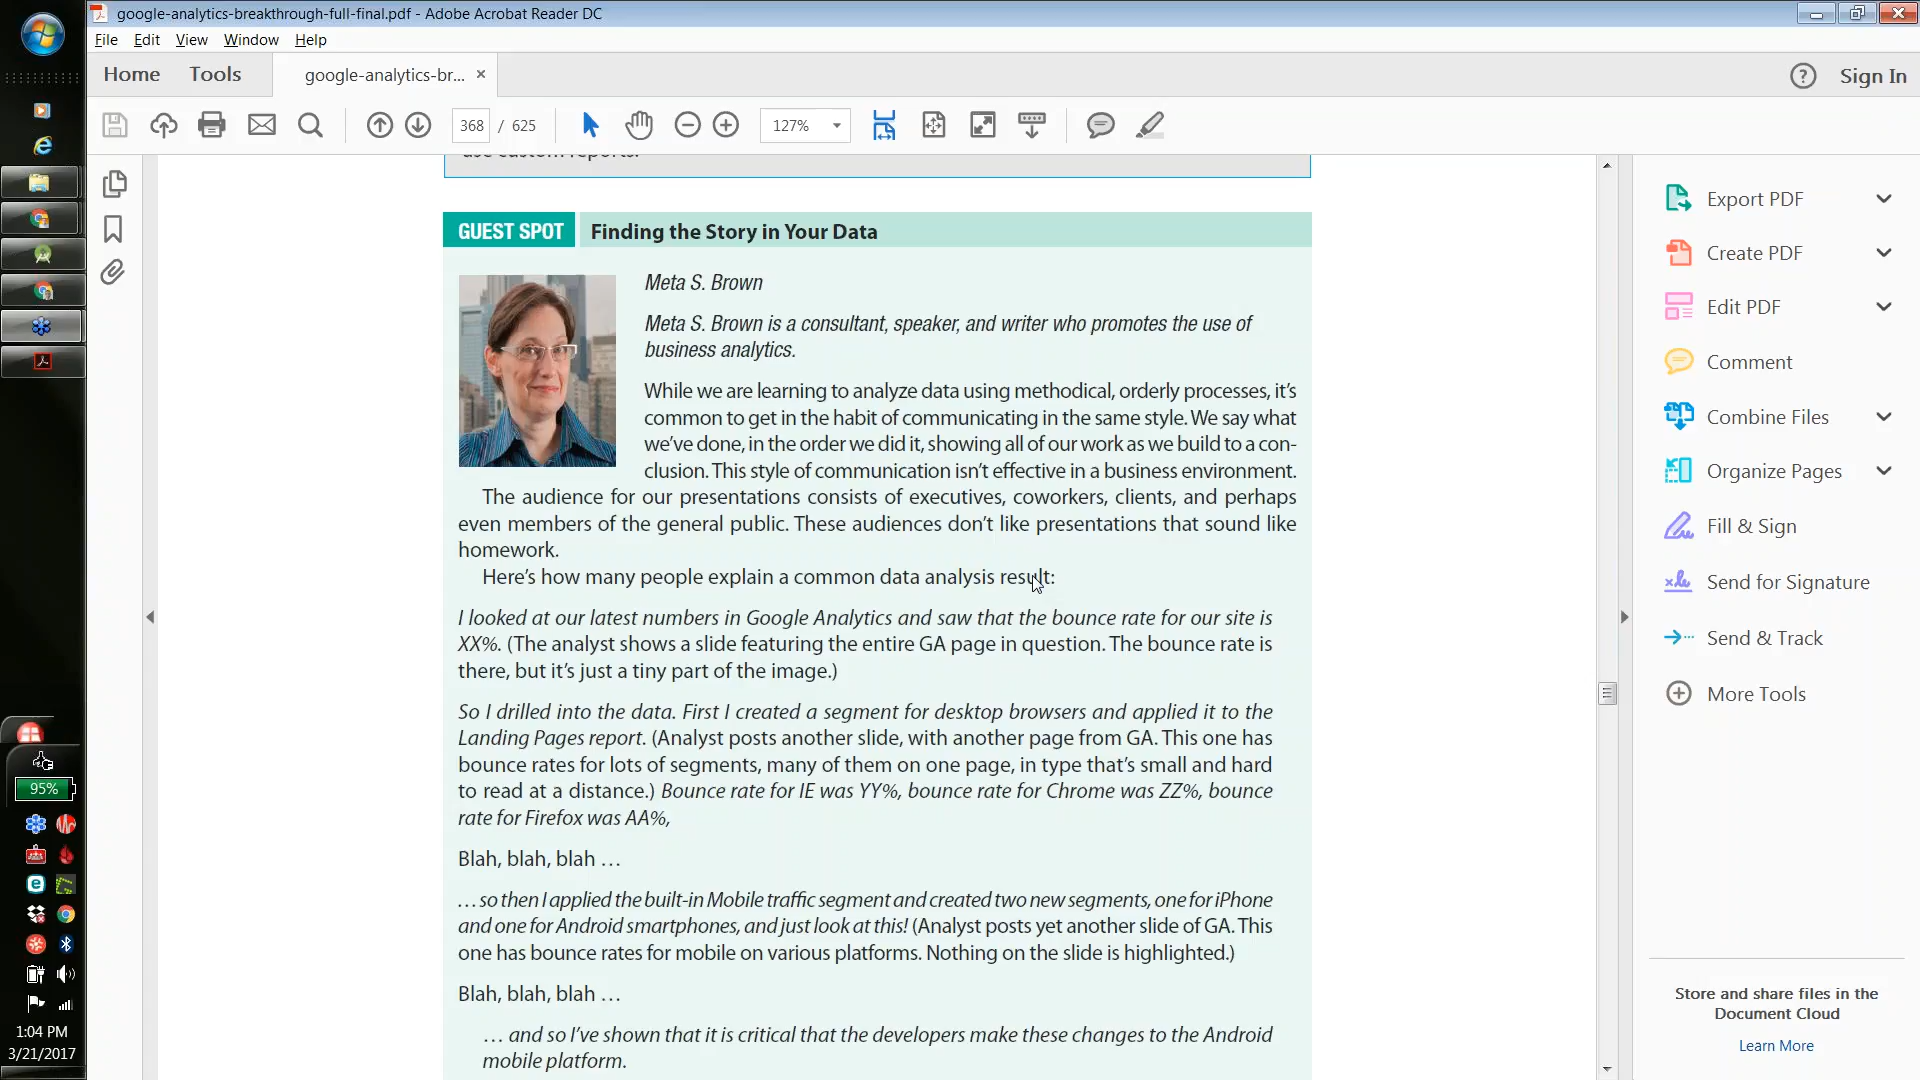 google-analytics-breakthrough-full-final.pdf - Adobe Acrobat Reader DC
File Edit View Window Help
Home Tools google-analytics-br... × ? Sign In
368 / 625 127%
use custom reports.
GUEST SPOT Finding the Story in Your Data
Meta S. Brown
Meta S. Brown is a consultant, speaker, and writer who promotes the use of
business analytics.
While we are learning to analyze data using methodical, orderly processes, it’s
common to get in the habit of communicating in the same style. We say what
we’ve done, in the order we did it, showing all of our work as we build to a con-
clusion. This style of communication isn’t effective in a business environment.
The audience for our presentations consists of executives, coworkers, clients, and perhaps
even members of the general public. These audiences don’t like presentations that sound like
homework.
Here’s how many people explain a common data analysis result:
I looked at our latest numbers in Google Analytics and saw that the bounce rate for our site is
XX%. (The analyst shows a slide featuring the entire GA page in question. The bounce rate is
there, but it’s just a tiny part of the image.)
So I drilled into the data. First I created a segment for desktop browsers and applied it to the
Landing Pages report. (Analyst posts another slide, with another page from GA. This one has
bounce rates for lots of segments, many of them on one page, in type that’s small and hard
to read at a distance.) Bounce rate for IE was YY%, bounce rate for Chrome was ZZ%, bounce
rate for Firefox was AA%,
Blah, blah, blah …
…so then I applied the built-in Mobile traffic segment and created two new segments, one for iPhone
and one for Android smartphones, and just look at this! (Analyst posts yet another slide of GA. This
one has bounce rates for mobile on various platforms. Nothing on the slide is highlighted.)
Blah, blah, blah …
… and so I’ve shown that it is critical that the developers make these changes to the Android
mobile platform.
Export PDF
Create PDF
Edit PDF
Comment
Combine Files
Organize Pages
Fill & Sign
Send for Signature
Send & Track
More Tools
Store and share files in the
Document Cloud
Learn More
95%
1:04 PM
3/21/2017